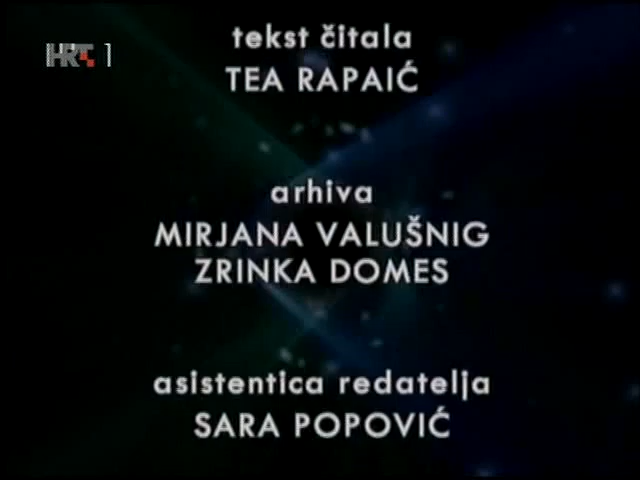 tekst čitala
HRT 1
TEA RAPAIĆ
arhiva
MIRJANA VALUŠNIG
ZRINKA DOMES
asistentica redatelja
SARA POPOVIĆ